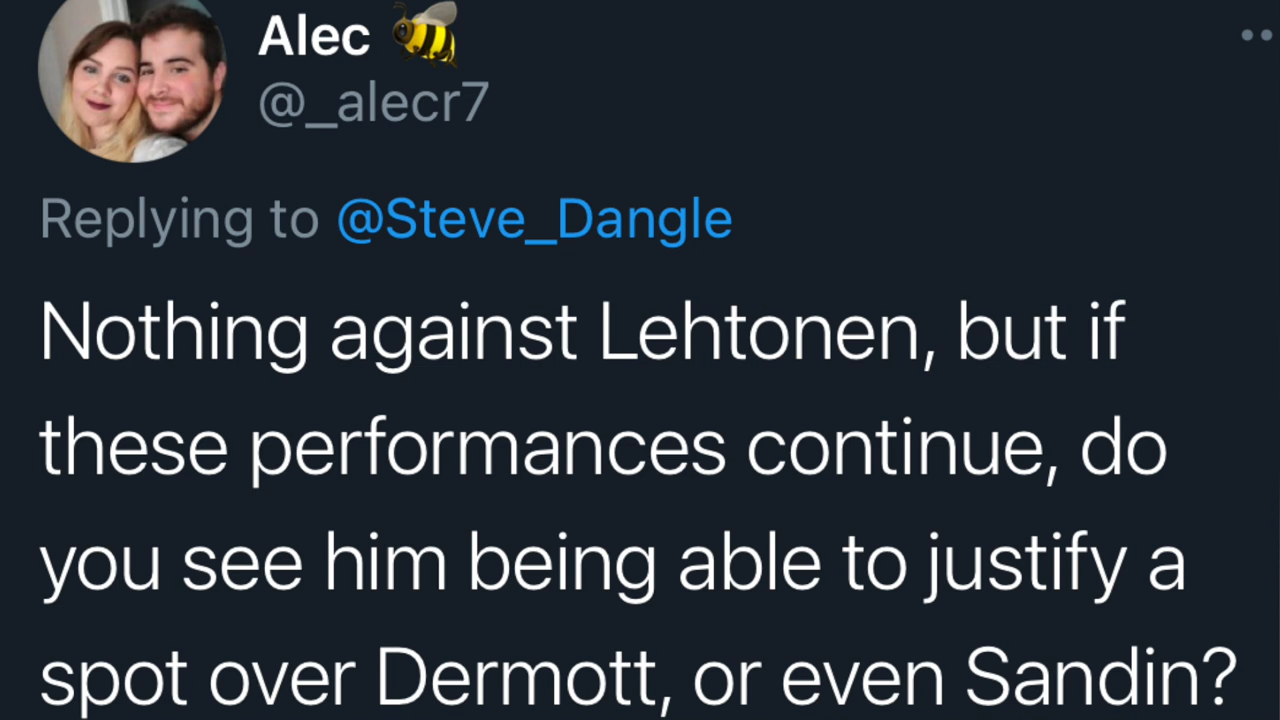 Alec 🐝
@_alecr7
Replying to @Steve_Dangle
Nothing against Lehtonen, but if
these performances continue, do
you see him being able to justify a
spot over Dermott, or even Sandin?